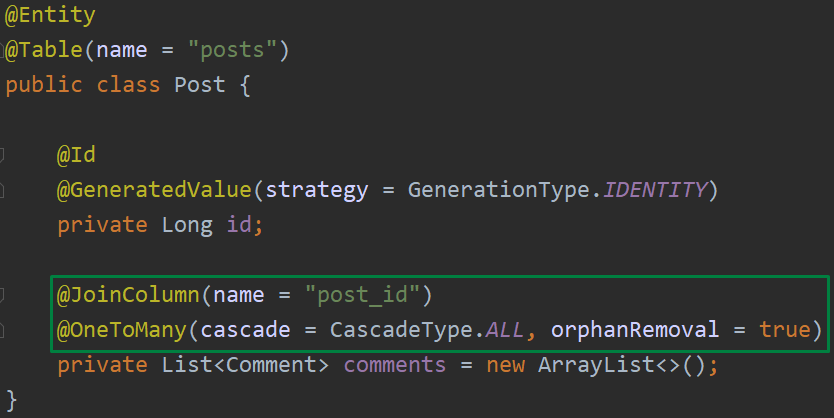 @Entity
@Table(name = "posts")
public class Post {
@Id
@GeneratedValue(strategy = GenerationType.IDENTITY)
private Long id;
@JoinColumn(name = "post_id")
@OneToMany(cascade = CascadeType.ALL, orphanRemoval = true)
private List<Comment> comments = new ArrayList<>();
}